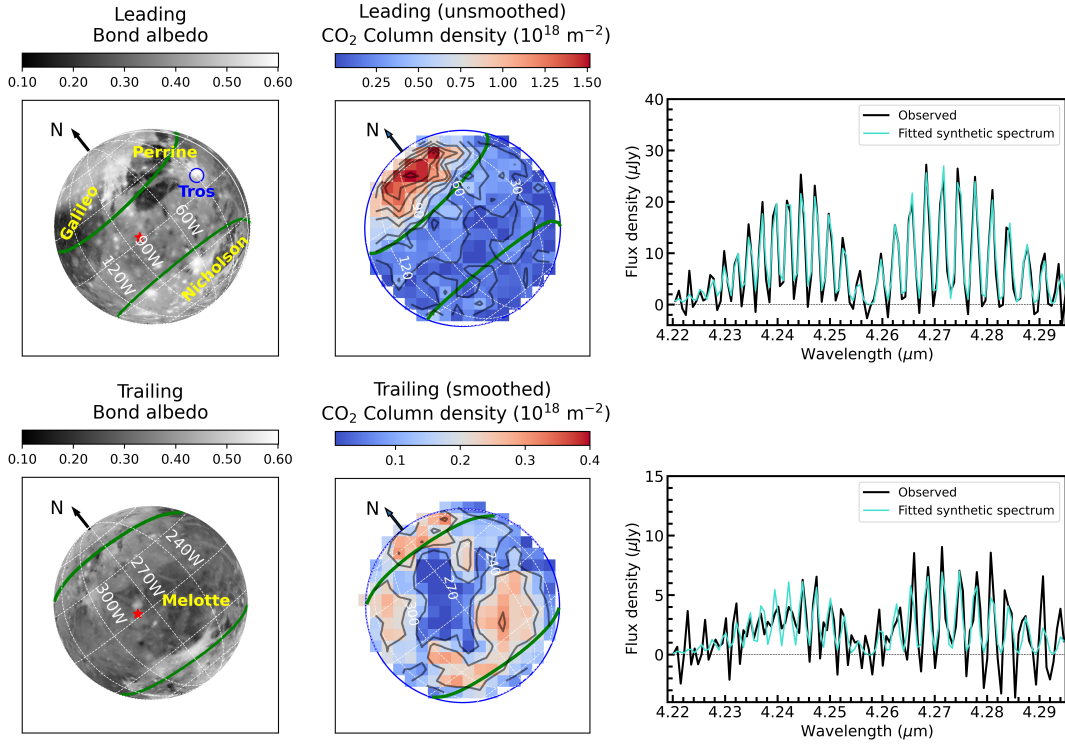 Leading
Bond albedo
0.10 0.20 0.30 0.40 0.50 0.60
N
Perrine
Tros
Galileo
60W
90W
120W
Nicholson
Leading (unsmoothed)
CO₂ Column density (10¹⁸ m⁻²)
0.25 0.50 0.75 1.00 1.25 1.50
N
30
60
90
120
40
30
20
10
0
Flux density (μJy)
Observed
Fitted synthetic spectrum
4.22 4.23 4.24 4.25 4.26 4.27 4.28 4.29
Wavelength (μm)
Trailing
Bond albedo
0.10 0.20 0.30 0.40 0.50 0.60
N
240W
270W
300W
Melotte
Trailing (smoothed)
CO₂ Column density (10¹⁸ m⁻²)
0.1 0.2 0.3 0.4
N
240
270
300
15
10
5
0
Flux density (μJy)
Observed
Fitted synthetic spectrum
4.22 4.23 4.24 4.25 4.26 4.27 4.28 4.29
Wavelength (μm)